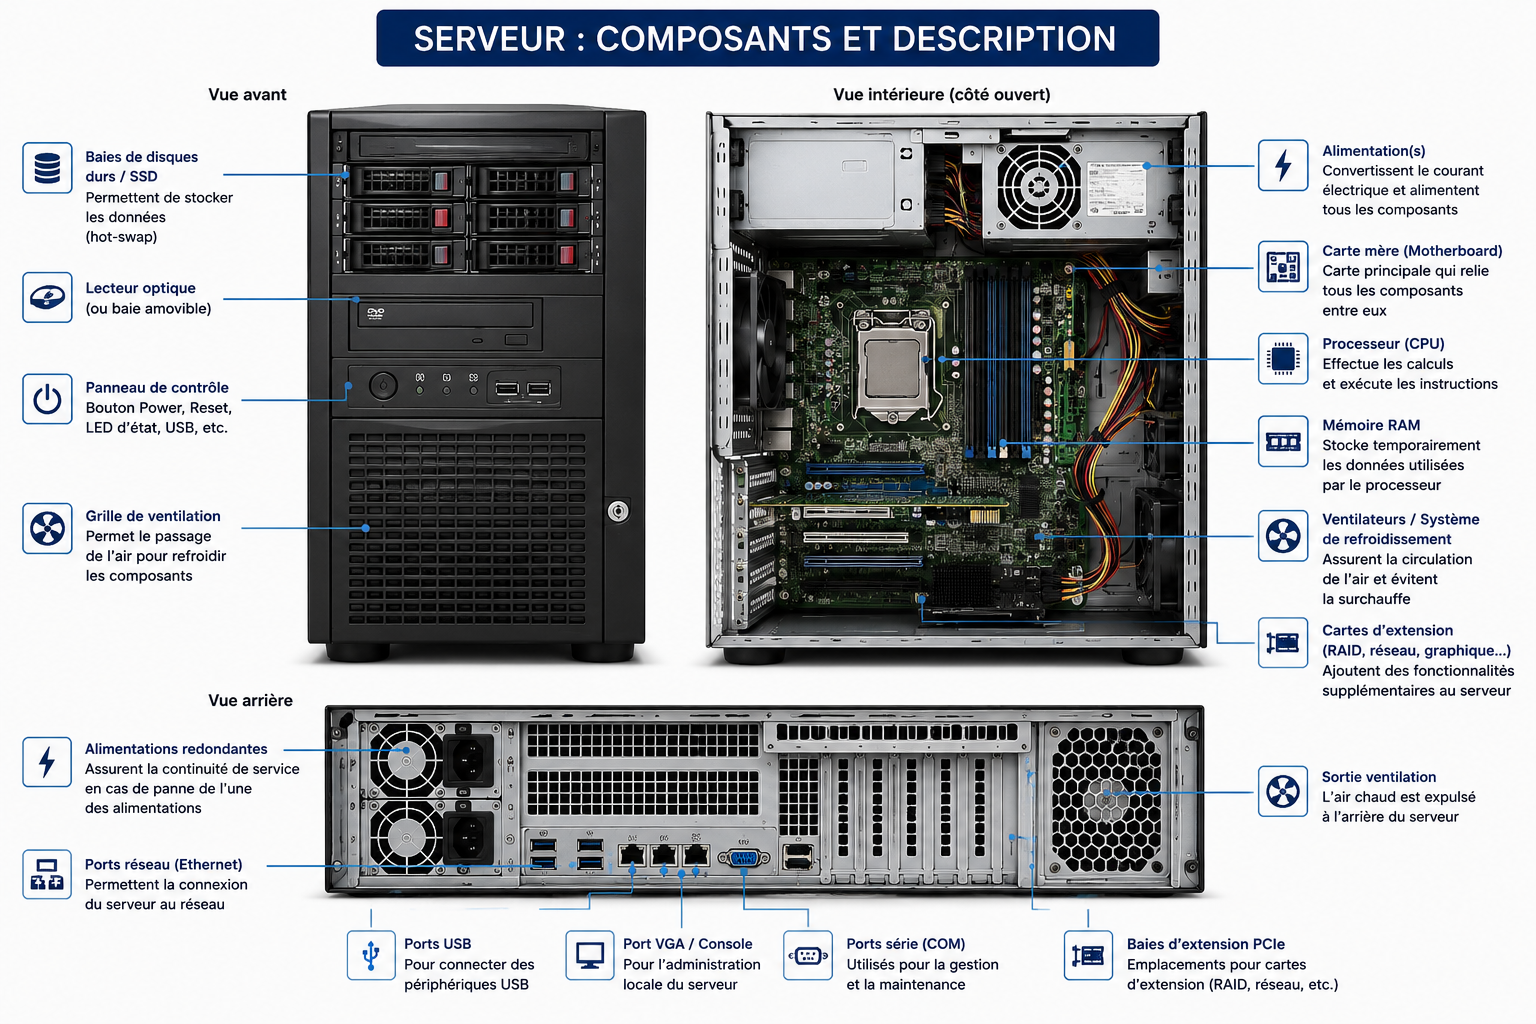 SERVEUR : COMPOSANTS ET DESCRIPTION
Vue avant
Baies de disques
durs / SSD
Permettent de stocker
les données
(hot-swap)
Lecteur optique
(ou baie amovible)
Panneau de contrôle
Bouton Power, Reset,
LED d'état, USB, etc.
Grille de ventilation
Permet le passage
de l'air pour refroidir
les composants
Vue intérieure (côté ouvert)
Alimentation(s)
Convertissent le courant
électrique et alimentent
tous les composants
Carte mère (Motherboard)
Carte principale qui relie
tous les composants
entre eux
Processeur (CPU)
Effectue les calculs
et exécute les instructions
Mémoire RAM
Stocke temporairement
les données utilisées
par le processeur
Ventilateurs / Système
de refroidissement
Assurent la circulation
de l'air et évitent
la surchauffe
Cartes d'extension
(RAID, réseau, graphique...)
Ajoutent des fonctionnalités
supplémentaires au serveur
Vue arrière
Alimentations redondantes
Assurent la continuité de service
en cas de panne de l'une
des alimentations
Ports réseau (Ethernet)
Permettent la connexion
du serveur au réseau
Sortie ventilation
L'air chaud est expulsé
à l'arrière du serveur
Ports USB
Pour connecter des
périphériques USB
Port VGA / Console
Pour l'administration
locale du serveur
Ports série (COM)
Utilisés pour la gestion
et la maintenance
Baies d'extension PCIe
Emplacements pour cartes
d'extension (RAID, réseau, etc.)